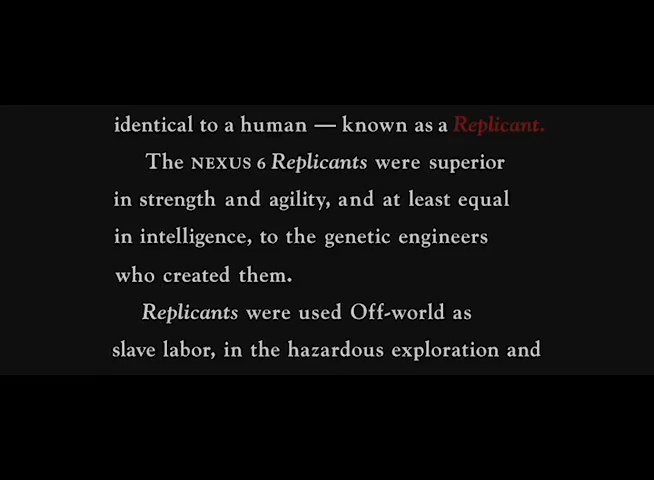 identical to a human — known as a Replicant.
The NEXUS 6 Replicants were superior
in strength and agility, and at least equal
in intelligence, to the genetic engineers
who created them.
Replicants were used Off-world as
slave labor, in the hazardous exploration and